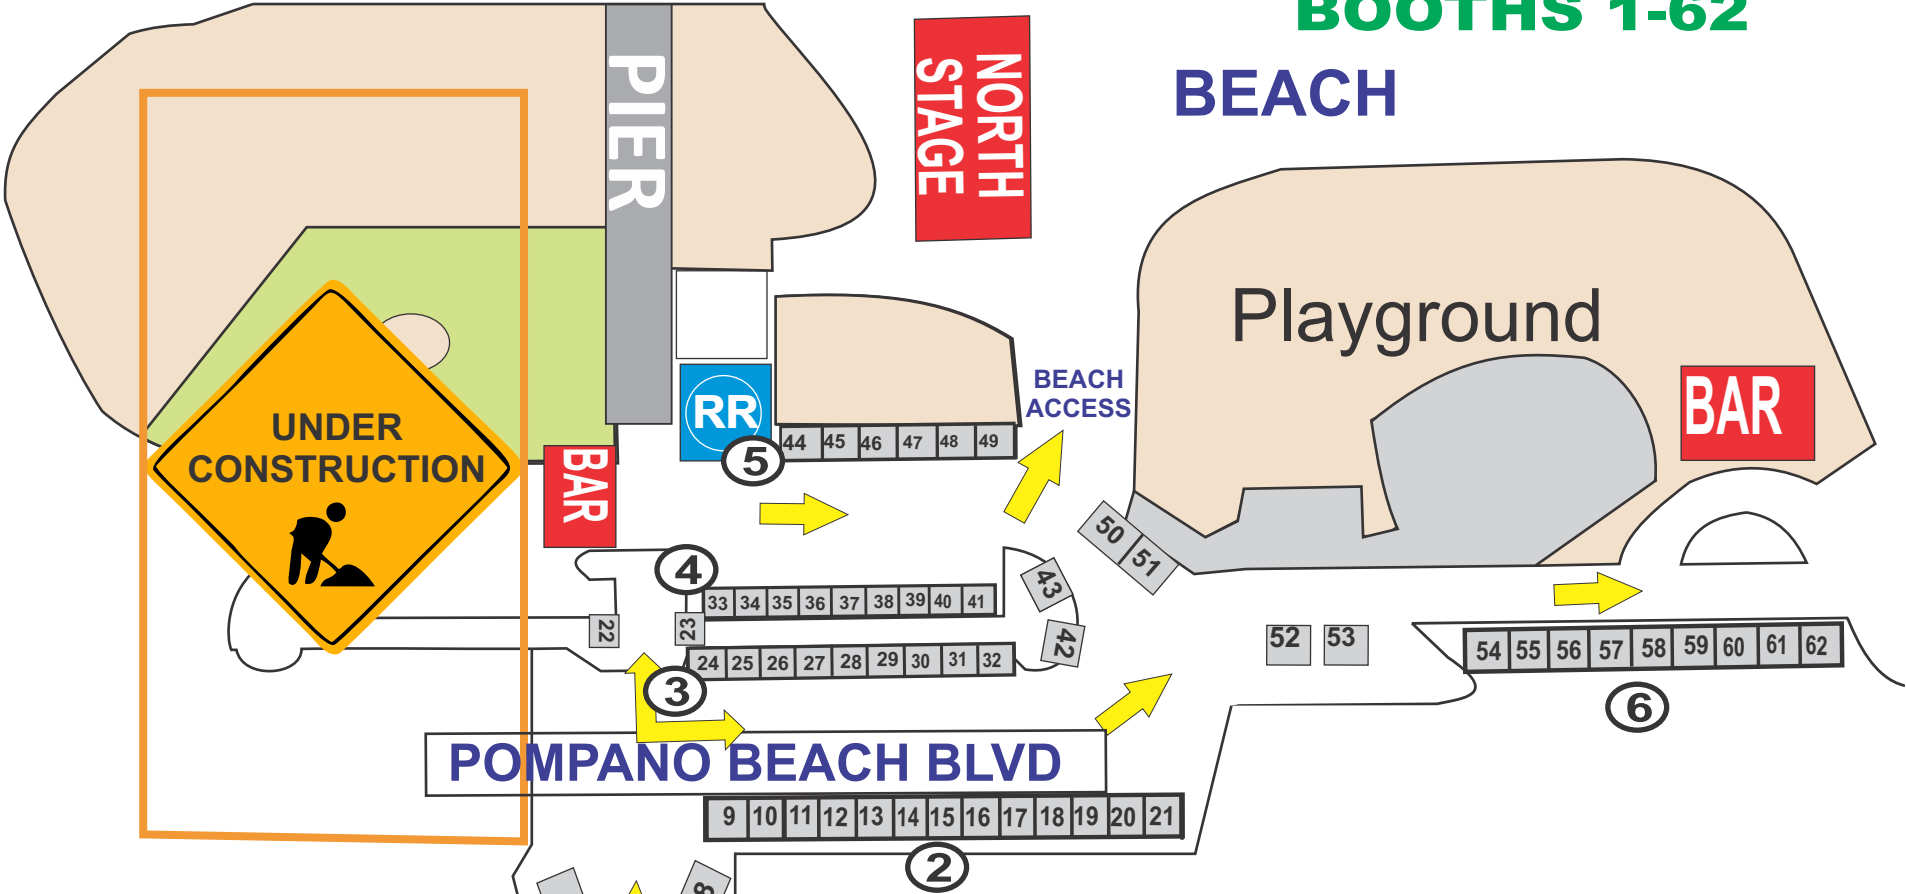 BOOTHS 1-62
BEACH
PIER
NORTH
STAGE
Playground
BEACH
ACCESS
BAR
UNDER
CONSTRUCTION
BAR
RR
5
44 45 46 47 48 49
50 51
4
33 34 35 36 37 38 39 40 41
43
42
22
23
24 25 26 27 28 29 30 31 32
3
52 53
54 55 56 57 58 59 60 61 62
6
POMPANO BEACH BLVD
9 10 11 12 13 14 15 16 17 18 19 20 21
2
8